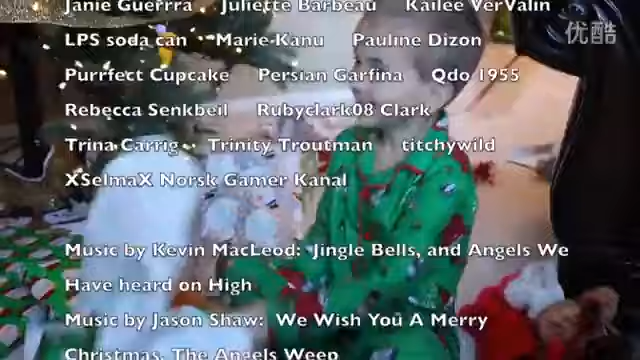 Janie Guerrra Juliette Barbeau Kailee VerValin
优酷
LPS soda can Marie Kanu Pauline Dizon
Purrfect Cupcake Persian Garfina Qdo 1955
Rebecca Senkbeil Rubyclark08 Clark
Trina Carrig Trinity Troutman titchywild
XSelmaX Norsk Gamer Kanal
Music by Kevin MacLeod: Jingle Bells, and Angels We
Have heard on High
Music by Jason Shaw: We Wish You A Merry
Christmas, The Angels Weep